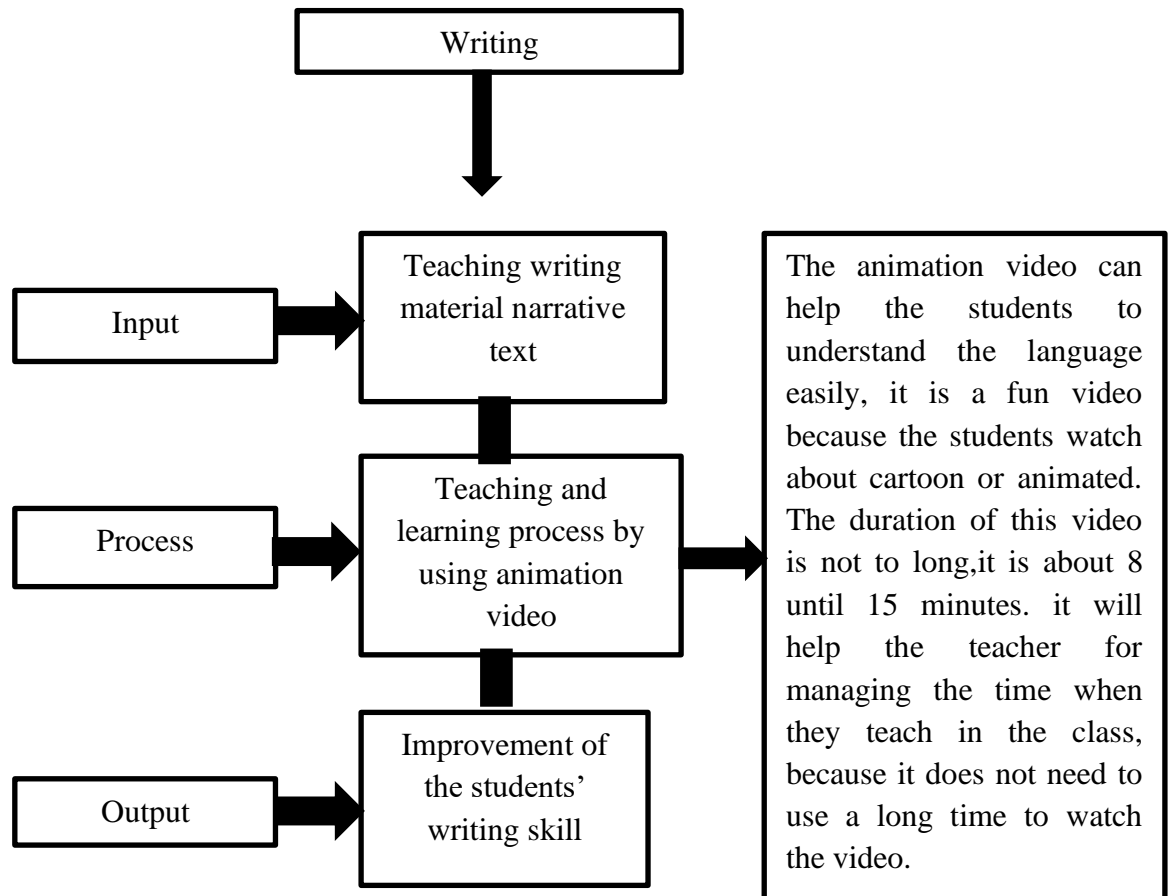 Writing
Input
Teaching writing
material narrative
text
Process
Teaching and
learning process by
using animation
video
Output
Improvement of
the students’
writing skill
The animation video can
help the students to
understand the language
easily, it is a fun video
because the students watch
about cartoon or animated.
The duration of this video
is not to long,it is about 8
until 15 minutes. it will
help the teacher for
managing the time when
they teach in the class,
because it does not need to
use a long time to watch
the video.